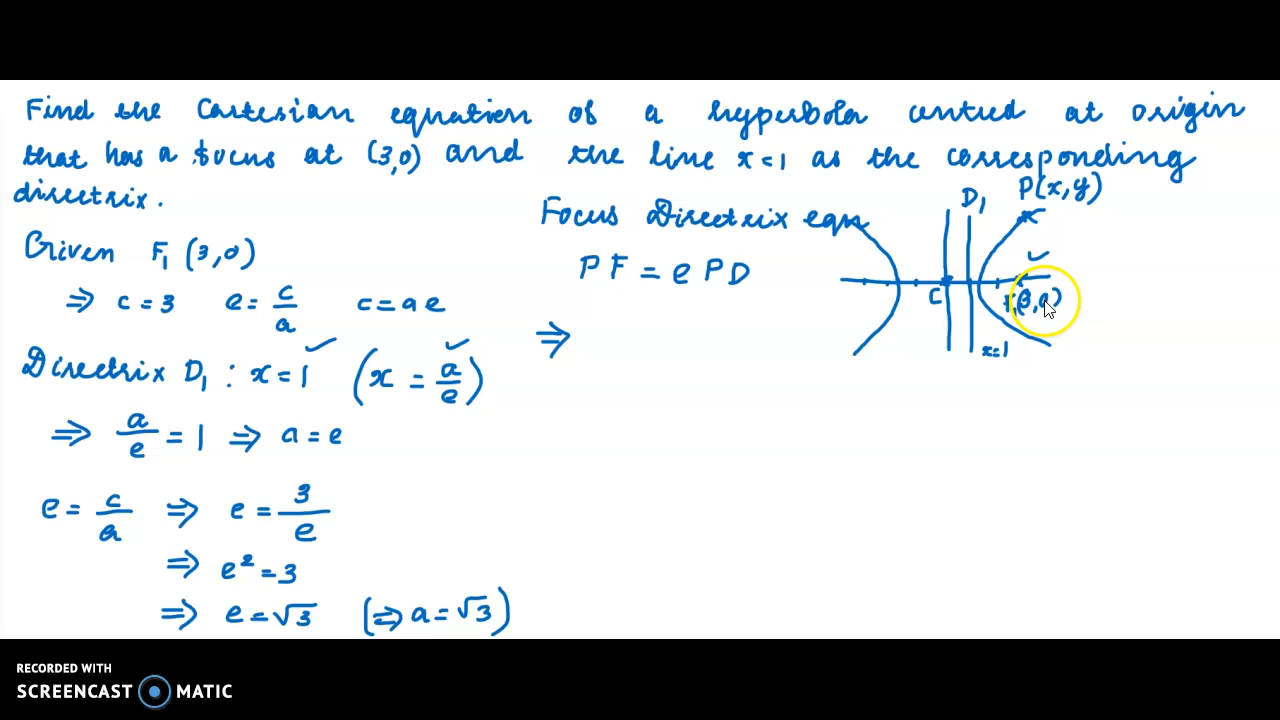 Find the Cartesian equation of a hyperbola centred at origin
that has a focus at (3,0) and the line x=1 as the corresponding
directrix.
Given F₁ (3,0)
⇒ c=3 e= c/a c=ae
Directrix D₁ : x=1 (x = a/e)
⇒ a/e = 1 ⇒ a=e
e= c/a ⇒ e= 3/e
⇒ e²=3
⇒ e=√3 (⇒a=√3)
Focus Directrix eqn
PF = e PD
⇒
D₁ P(x,y)
C F₁(3,0)
x=1
RECORDED WITH
SCREENCAST MATIC